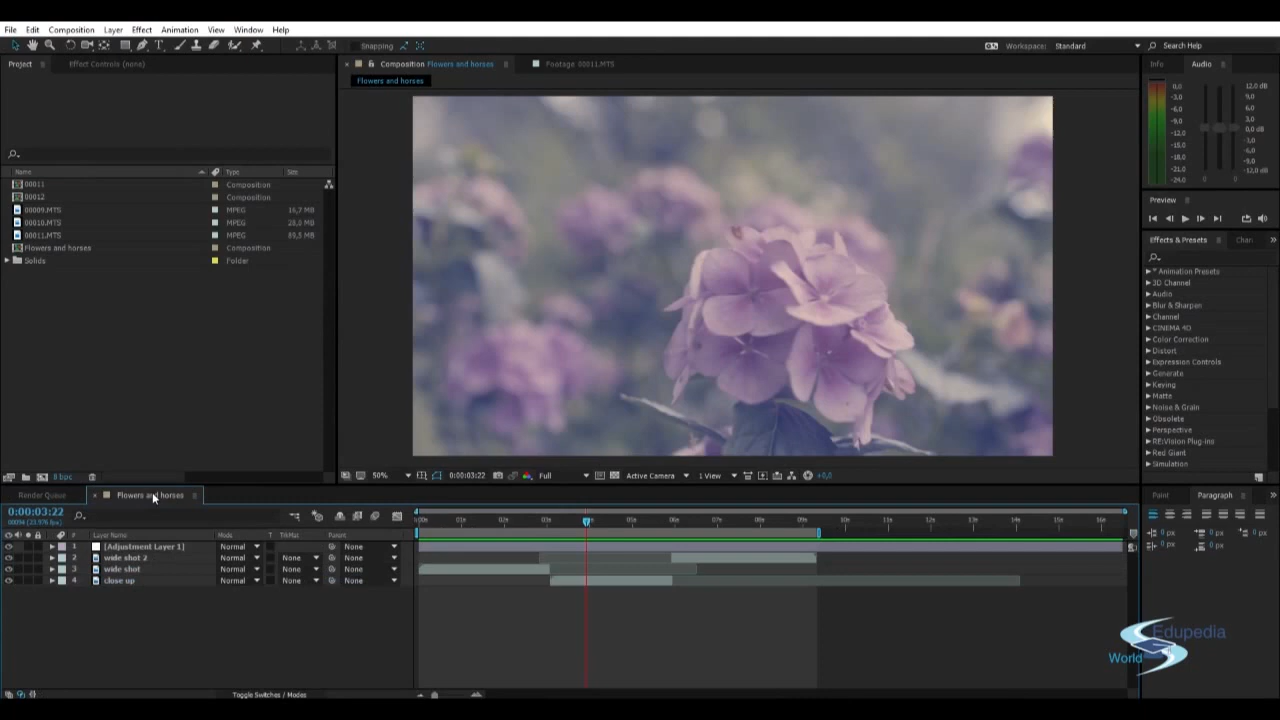 File Edit Composition Layer Effect Animation View Window Help
Snapping
Workspace: Standard
Search Help
Project
Effect Controls (none)
Composition Flowers and horses
Footage 00011.MTS
Info
Audio
Flowers and horses
0,0
-3,0
-6,0
-9,0
-12,0
-15,0
-18,0
-21,0
-24,0
12,0 dB
9,0
6,0
3,0
0,0 dB
-3,0
-6,0
-9,0
-12,0 dB
0 0
Name Type Size
00011 Composition
00012 Composition
00009.MTS MPEG 16,7 MB
00010.MTS MPEG
00011.MTS MPEG 89,5 MB
Flowers and horses Composition
Solids Folder
Preview
Effects & Presets
Chan
* Animation Presets
3D Channel
Audio
Blur & Sharpen
Channel
CINEMA 4D
Color Correction
Distort
Expression Controls
Generate
Keying
Matte
Noise & Grain
Obsolete
Perspective
RE:Vision Plug-ins
Red Giant
Simulation
8 bpc
50% 0:00:03:22 Full Active Camera 1 View +0,0
Render Queue
Flowers and horses
Paint
Paragraph
0:00:03:22
00094 (23.976 fps)
# Layer Name Mode T TrkMat Parent
01s 02s 03s 05s 06s 07s 08s 09s 10s 11s 12s 13s 14s 15s 16s
1 [Adjustment Layer 1] Normal None
2 wide shot 2 Normal None None
3 wide shot Normal None None
4 close up Normal None None
0 px 0 px 0 px
0 px 0 px
Edupedia
World
Toggle Switches / Modes